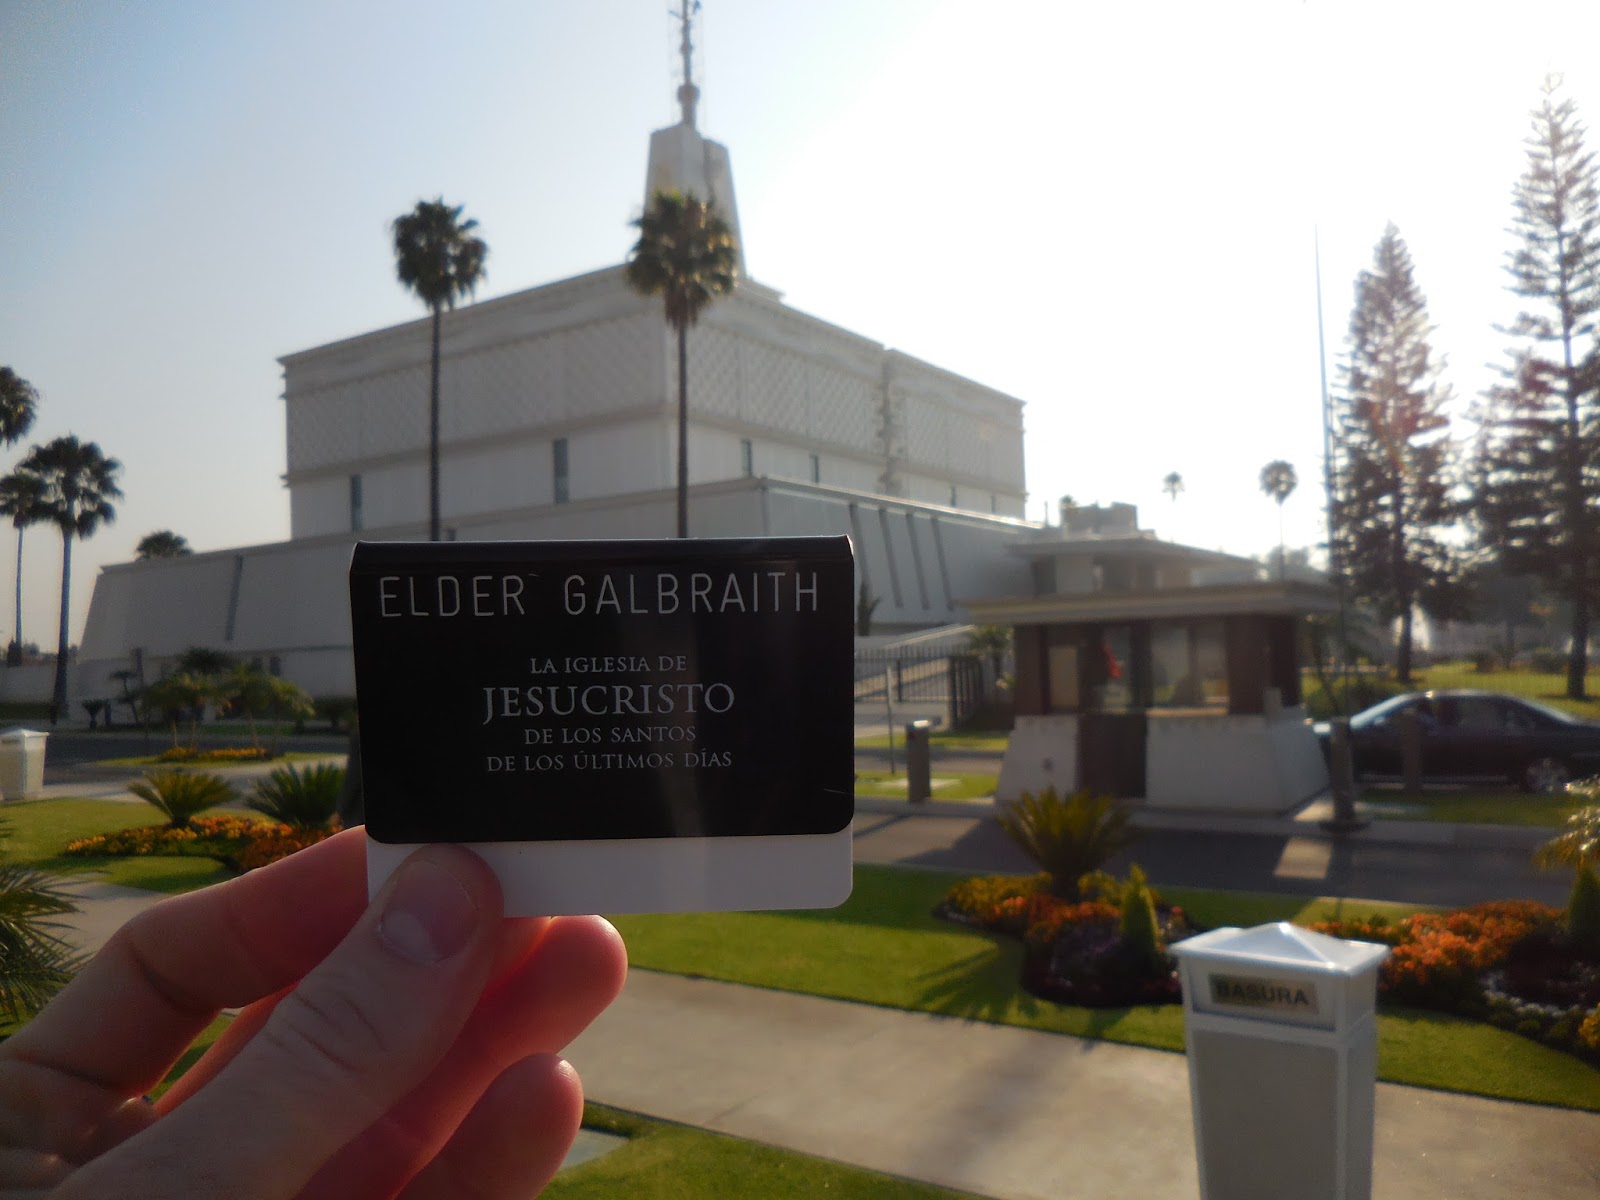 ELDER GALBRAITH
LA IGLESIA DE
JESUCRISTO
DE LOS SANTOS
DE LOS ÚLTIMOS DÍAS
BASURA